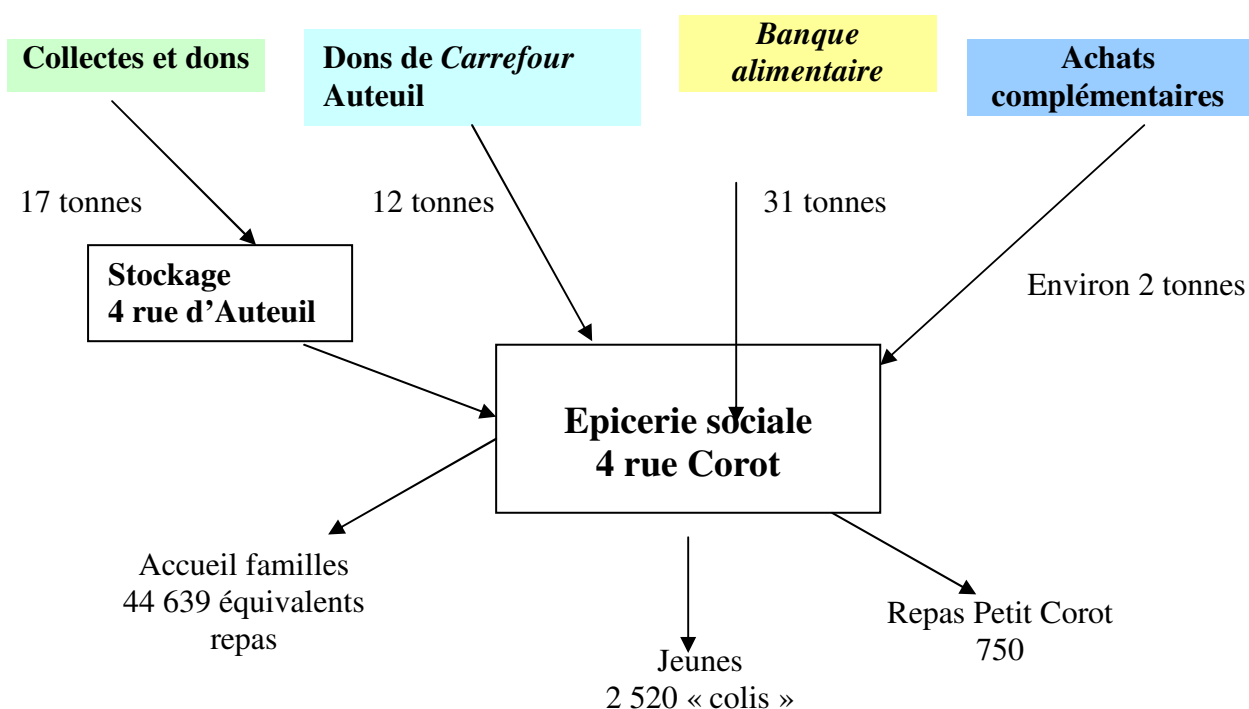 Collectes et dons
Dons de Carrefour
Auteuil
Banque
alimentaire
Achats
complémentaires
17 tonnes
12 tonnes
31 tonnes
Environ 2 tonnes
Stockage
4 rue d’Auteuil
Epicerie sociale
4 rue Corot
Accueil familles
44 639 équivalents
repas
Jeunes
2 520 « colis »
Repas Petit Corot
750